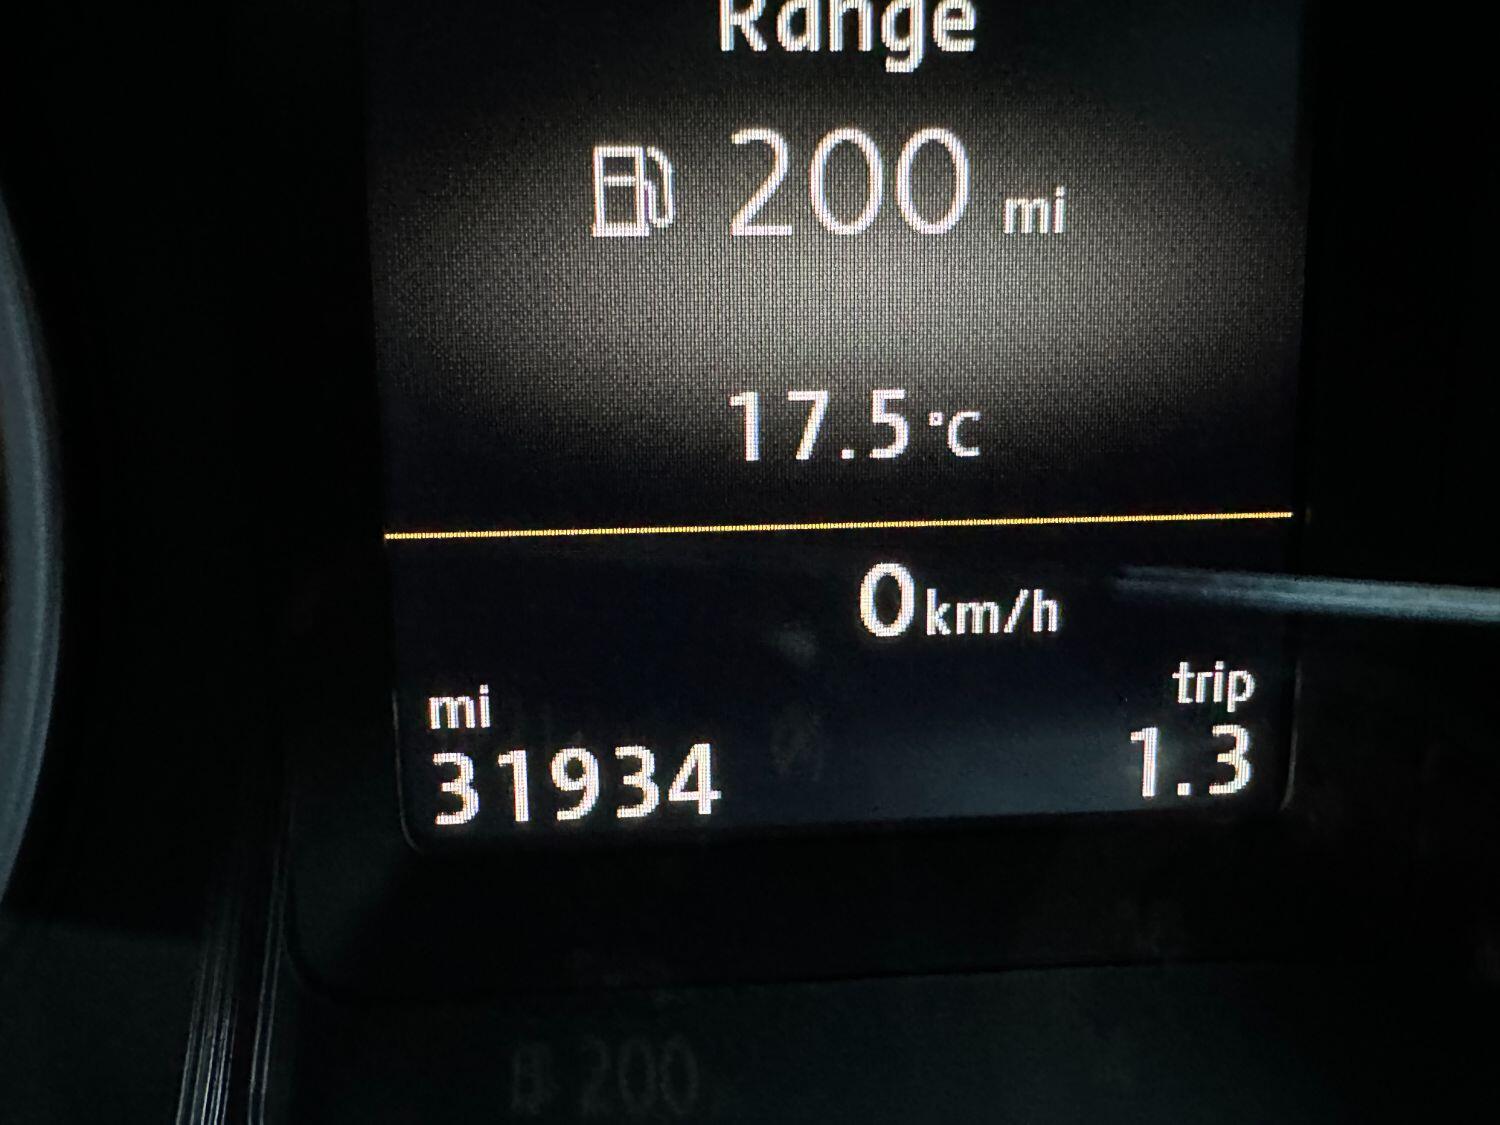 Range
200 mi
17.5 °C
0 km/h
mi
trip
31934
1.3
200